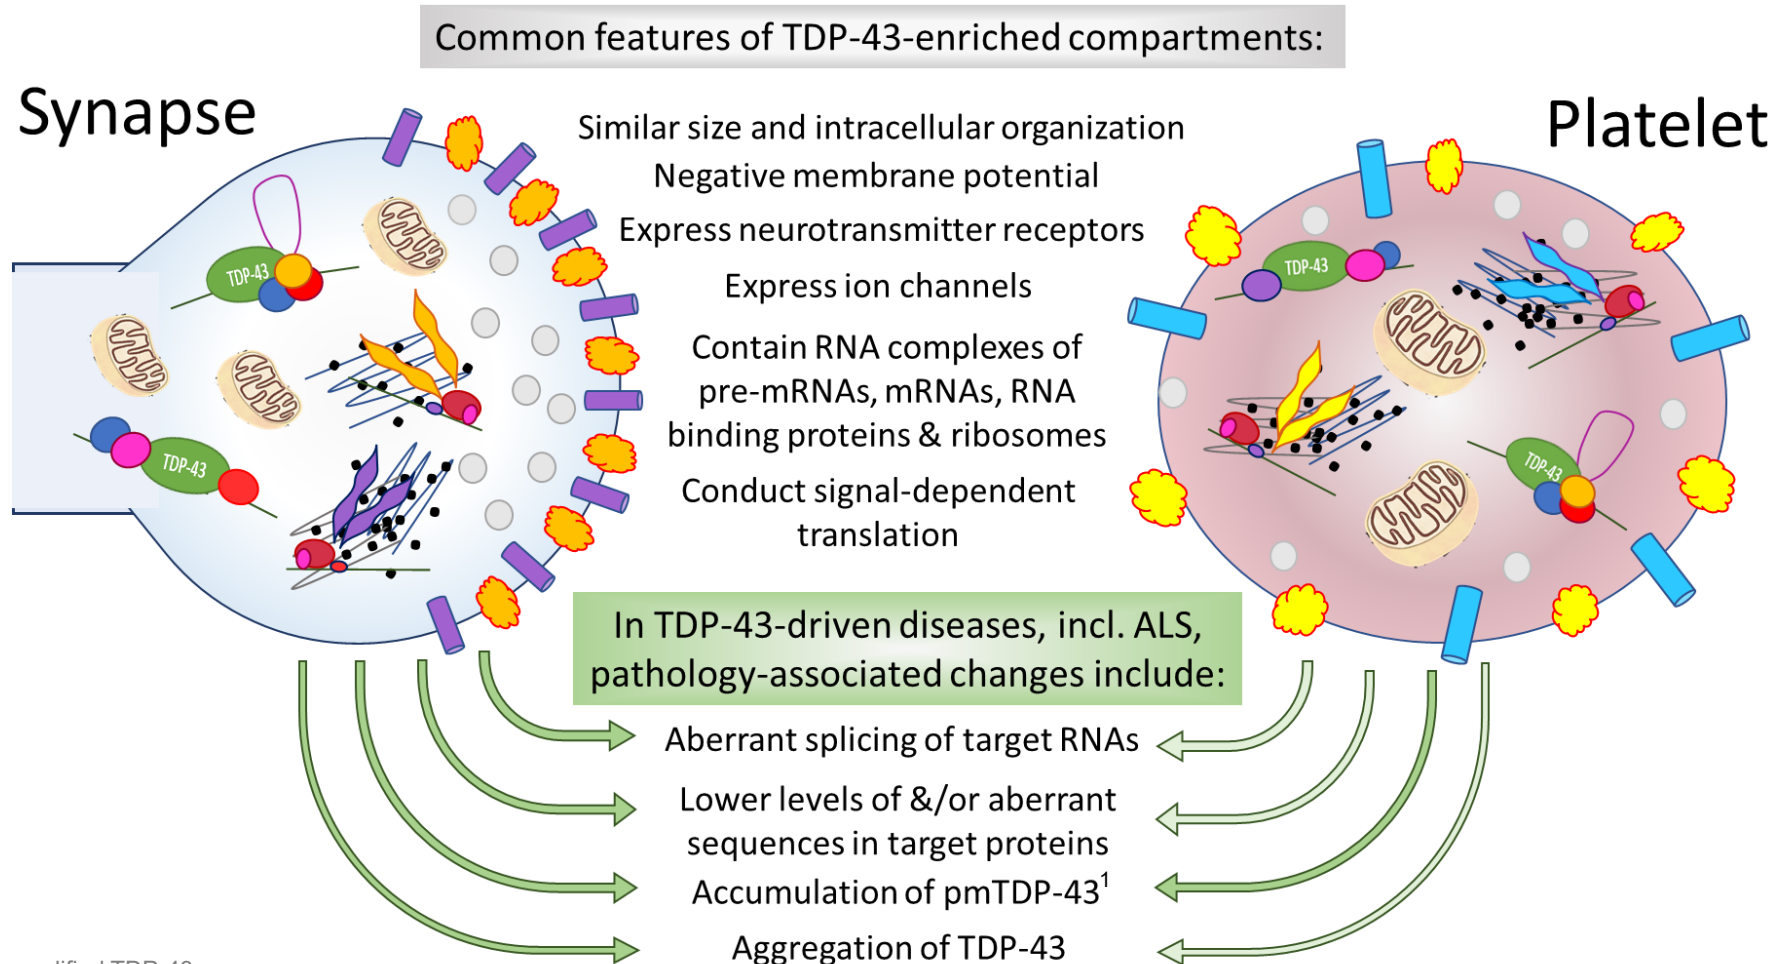 Common features of TDP-43-enriched compartments:
Synapse
Platelet
Similar size and intracellular organization
Negative membrane potential
Express neurotransmitter receptors
Express ion channels
Contain RNA complexes of
pre-mRNAs, mRNAs, RNA
binding proteins & ribosomes
Conduct signal-dependent
translation
TDP-43
TDP-43
TDP-43
TDP-43
In TDP-43-driven diseases, incl. ALS,
pathology-associated changes include:
Aberrant splicing of target RNAs
Lower levels of &/or aberrant
sequences in target proteins
Accumulation of pmTDP-43¹
Aggregation of TDP-43